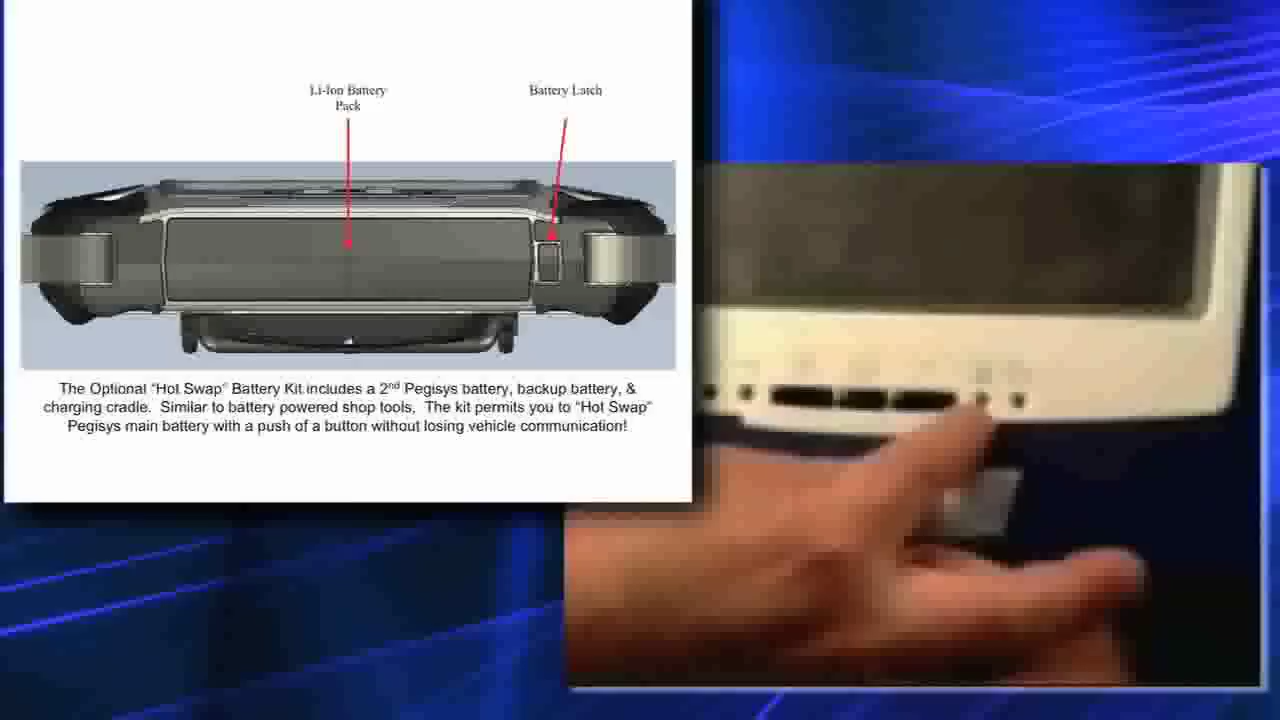 Li-Ion Battery
Pack
Battery Latch
The Optional “Hot Swap” Battery Kit includes a 2nd Pegisys battery, backup battery, &
charging cradle. Similar to battery powered shop tools, The kit permits you to “Hot Swap”
Pegisys main battery with a push of a button without losing vehicle communication!